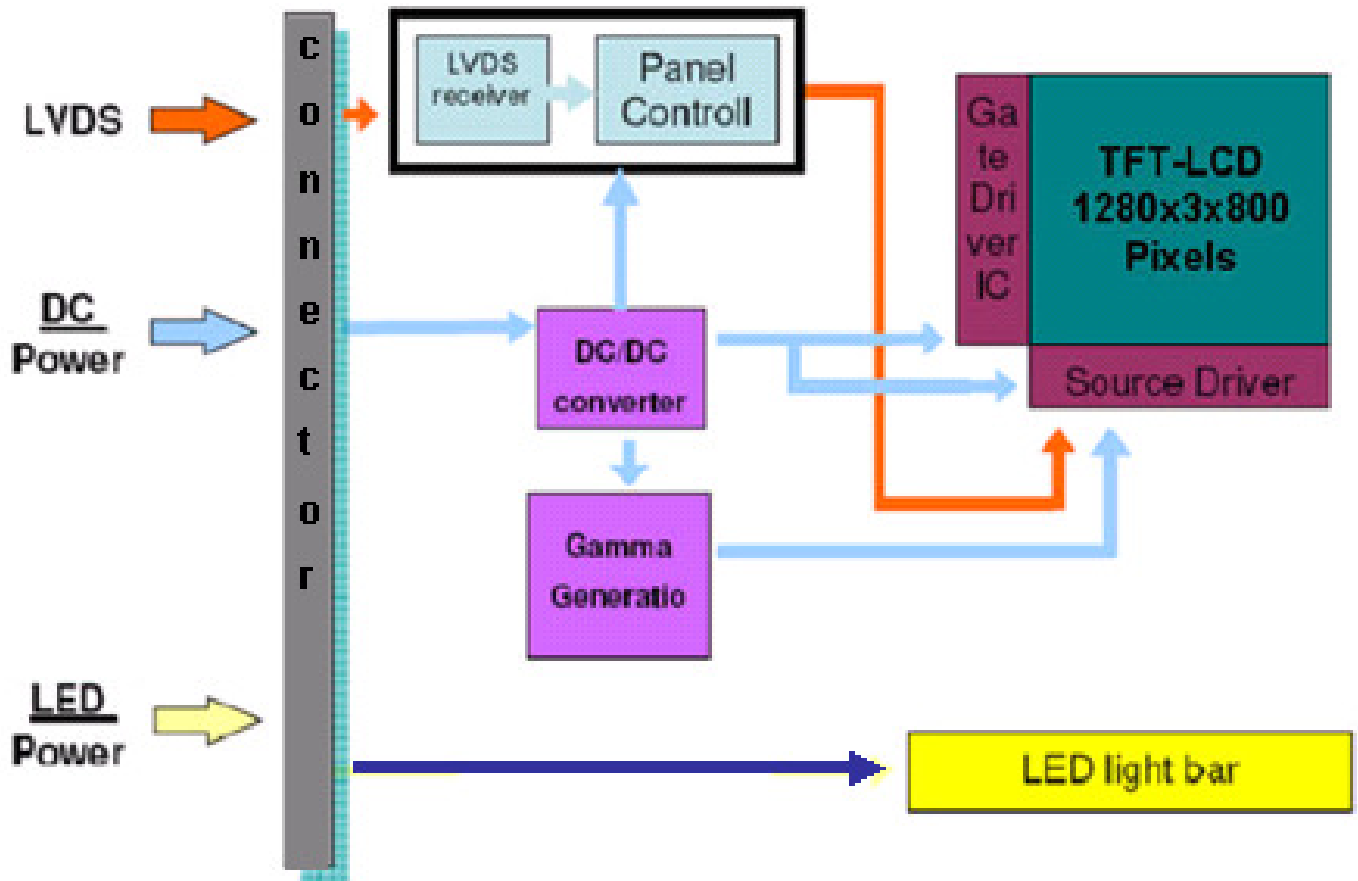 connector
LVDS
receiver
Panel
Controll
LVDS
Ga
te
Dri
ver
IC
TFT-LCD
1280x3x800
Pixels
DC
Power
DC/DC
converter
Source Driver
Gamma
Generatio
LED
Power
LED light bar